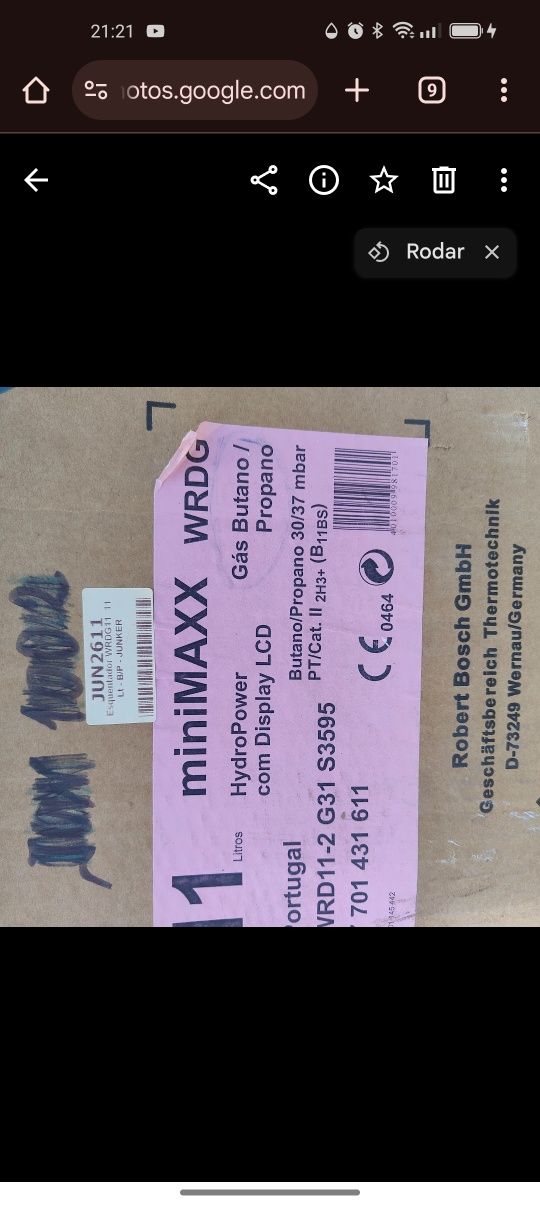 21:21
otos.google.com
9
Rodar
JUN2611
Esquentador WRDG11 11
Lt - B/P - JUNKER
miniMAXX WRDG
11 Litros
HydroPower
com Display LCD
Gás Butano /
Propano
Portugal
WRD11-2 G31 S3595
7 701 431 611
Butano/Propano 30/37 mbar
PT/Cat. II 2H3+ (B11BS)
CE 0464
Robert Bosch GmbH
Geschäftsbereich Thermotechnik
D-73249 Wernau/Germany